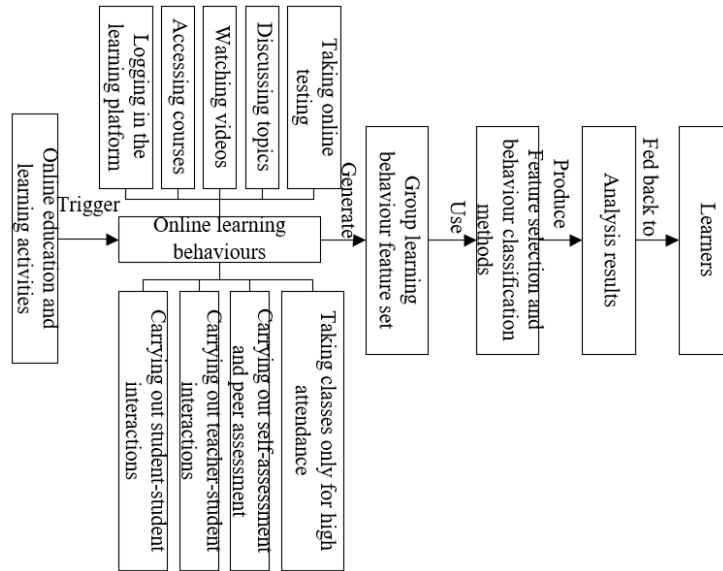 Logging in the
learning platform
Accessing courses
Watching videos
Discussing topics
Taking online
testing
Online education and
learning activities
Trigger
Online learning
behaviours
Generate
Group learning
behaviour feature set
Use
Feature selection and
behaviour classification
methods
Produce
Analysis results
Fed back to
Learners
Carrying out student-student
interactions
Carrying out teacher-student
interactions
Carrying out self-assessment
and peer assessment
Taking classes only for high
attendance